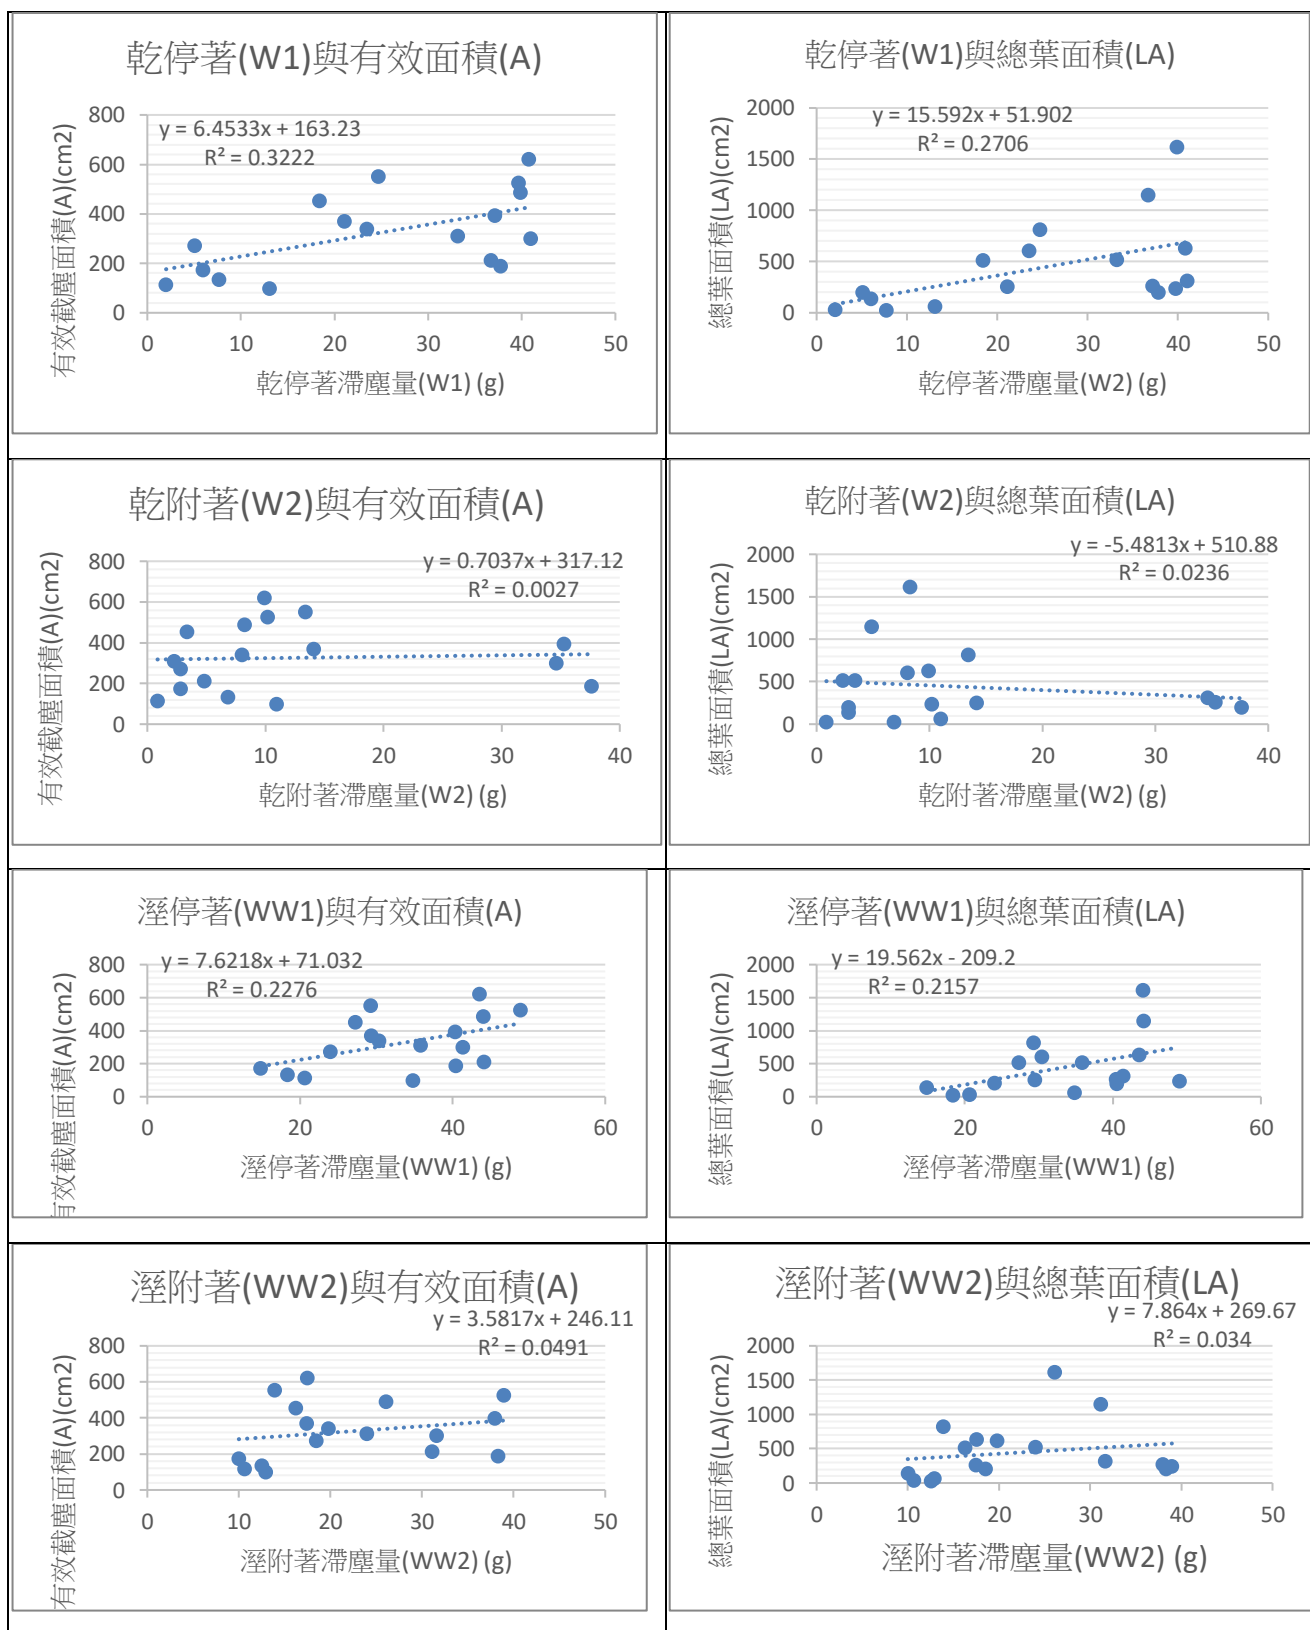 乾停著(W1)與有效面積(A)
y = 6.4533x + 163.23
R² = 0.3222
有效截塵面積(A)(cm2)
800
600
400
200
0
0 10 20 30 40 50
乾停著滯塵量(W1) (g)
乾停著(W1)與總葉面積(LA)
y = 15.592x + 51.902
R² = 0.2706
總葉面積(LA)(cm2)
2000
1500
1000
500
0
0 10 20 30 40 50
乾停著滯塵量(W2) (g)
乾附著(W2)與有效面積(A)
y = 0.7037x + 317.12
R² = 0.0027
有效截塵面積(A)(cm2)
800
600
400
200
0
0 10 20 30 40
乾附著滯塵量(W2) (g)
乾附著(W2)與總葉面積(LA)
y = -5.4813x + 510.88
R² = 0.0236
總葉面積(LA)(cm2)
2000
1500
1000
500
0
0 10 20 30 40
乾附著滯塵量(W2) (g)
溼停著(WW1)與有效面積(A)
y = 7.6218x + 71.032
R² = 0.2276
有效截塵面積(A)(cm2)
800
600
400
200
0
0 20 40 60
溼停著滯塵量(WW1) (g)
溼停著(WW1)與總葉面積(LA)
y = 19.562x - 209.2
R² = 0.2157
總葉面積(LA)(cm2)
2000
1500
1000
500
0
0 20 40 60
溼停著滯塵量(WW1) (g)
溼附著(WW2)與有效面積(A)
y = 3.5817x + 246.11
R² = 0.0491
有效截塵面積(A)(cm2)
800
600
400
200
0
0 10 20 30 40 50
溼附著滯塵量(WW2) (g)
溼附著(WW2)與總葉面積(LA)
y = 7.864x + 269.67
R² = 0.034
總葉面積(LA)(cm2)
2000
1500
1000
500
0
0 10 20 30 40 50
溼附著滯塵量(WW2) (g)